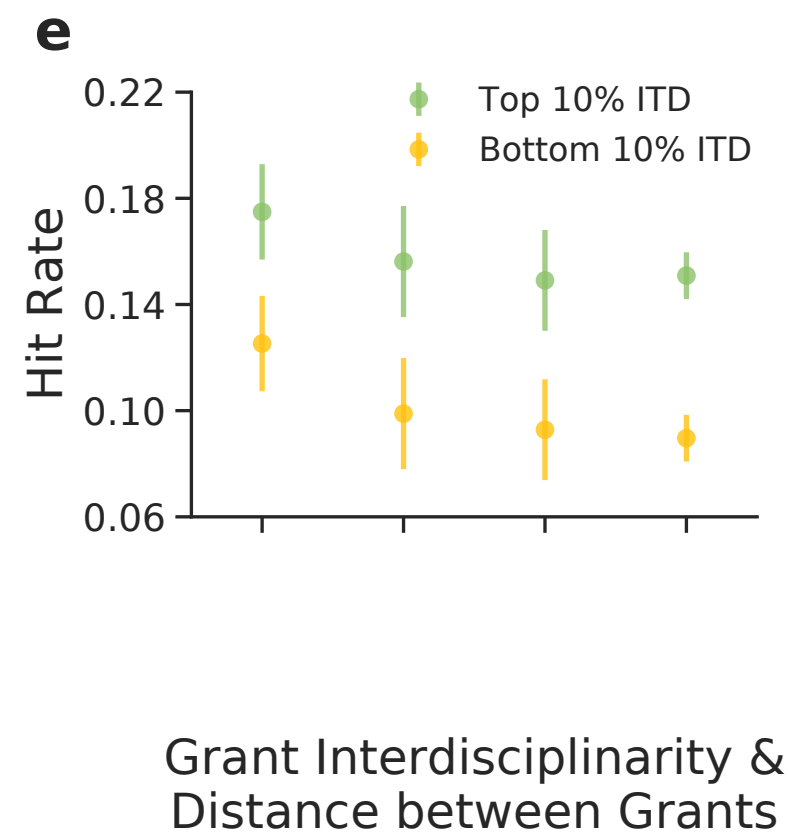 e
0.22
0.18
0.14
0.10
0.06
Hit Rate
Top 10% ITD
Bottom 10% ITD
Grant Interdisciplinarity &
Distance between Grants